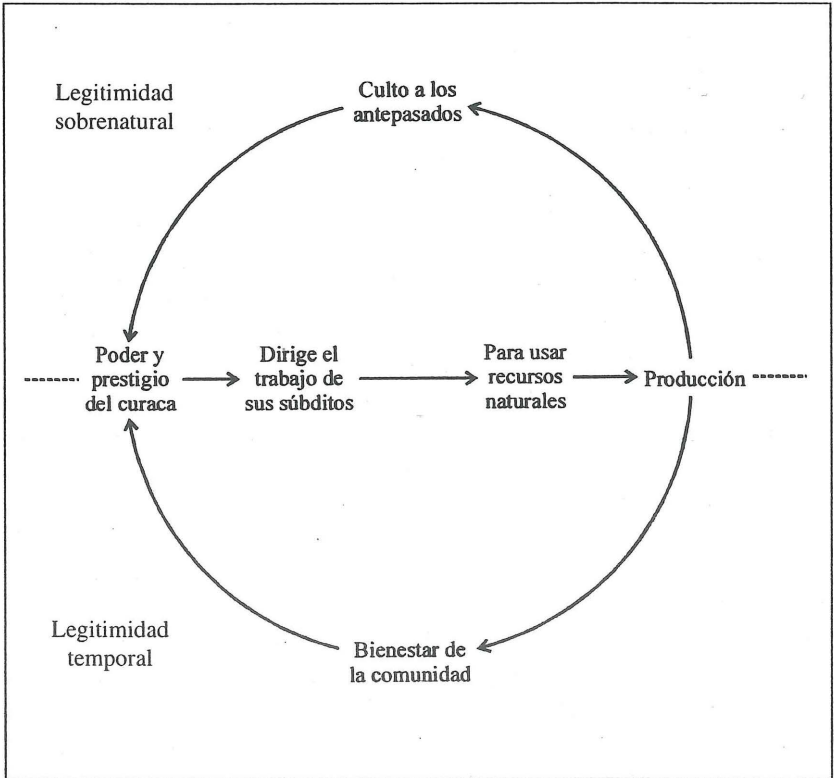 Legitimidad
sobrenatural
Culto a los
antepasados
Poder y
prestigio
del curaca
Dirige el
trabajo de
sus súbditos
Para usar
recursos
naturales
Producción
Legitimidad
temporal
Bienestar de
la comunidad